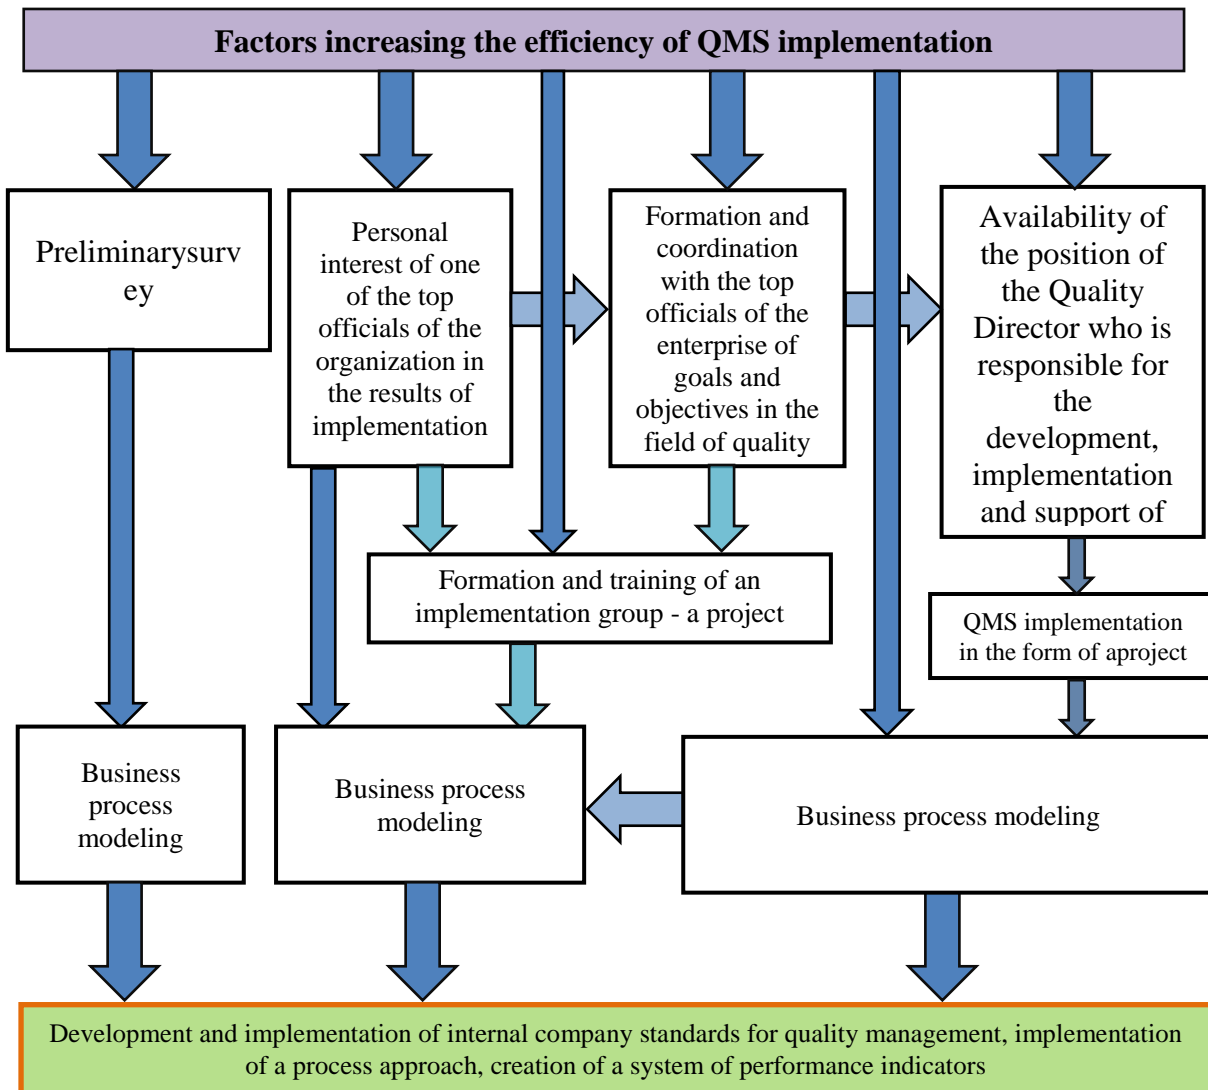 Factors increasing the efficiency of QMS implementation
Preliminarysurv
ey
Personal
interest of one
of the top
officials of the
organization in
the results of
implementation
Formation and
coordination
with the top
officials of the
enterprise of
goals and
objectives in the
field of quality
Availability of
the position of
the Quality
Director who is
responsible for
the
development,
implementation
and support of
Formation and training of an
implementation group - a project
QMS implementation
in the form of aproject
Business
process
modeling
Business process
modeling
Business process modeling
Development and implementation of internal company standards for quality management, implementation
of a process approach, creation of a system of performance indicators